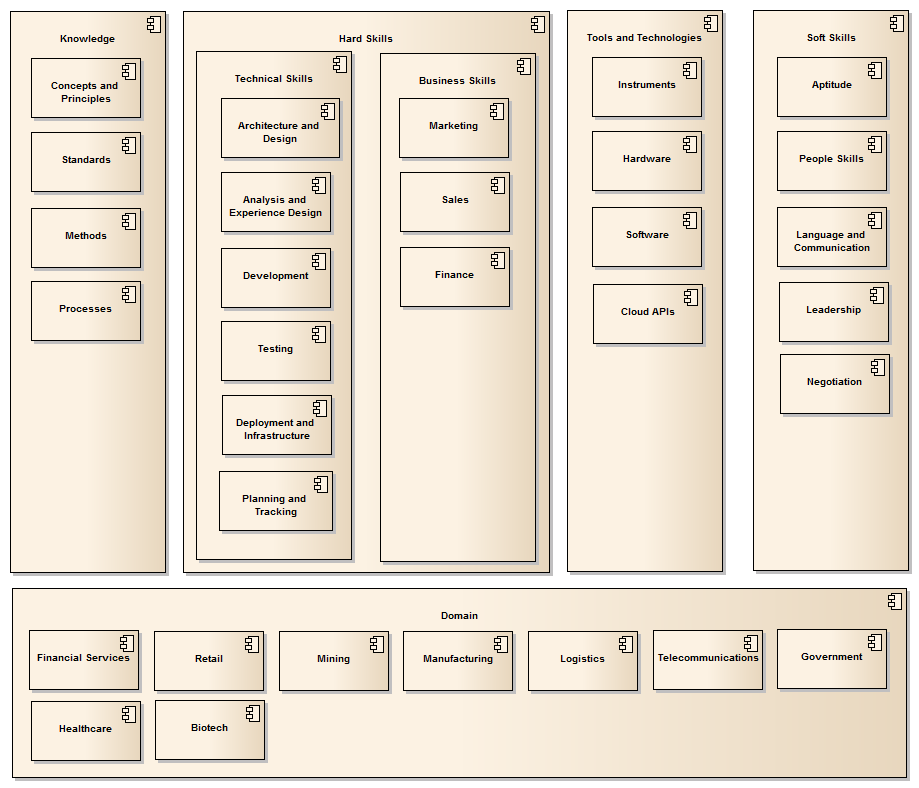 Knowledge
Concepts and
Principles
Standards
Methods
Processes
Hard Skills
Technical Skills
Architecture and
Design
Analysis and
Experience Design
Development
Testing
Deployment and
Infrastructure
Planning and
Tracking
Business Skills
Marketing
Sales
Finance
Tools and Technologies
Instruments
Hardware
Software
Cloud APIs
Soft Skills
Aptitude
People Skills
Language and
Communication
Leadership
Negotiation
Domain
Financial Services
Retail
Mining
Manufacturing
Logistics
Telecommunications
Government
Healthcare
Biotech